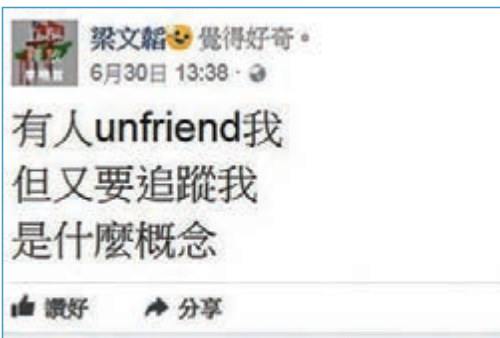 梁文韜 覺得好奇。
6月30日 13:38 ·
有人unfriend我
但又要追蹤我
是什麼概念
讚好 分享